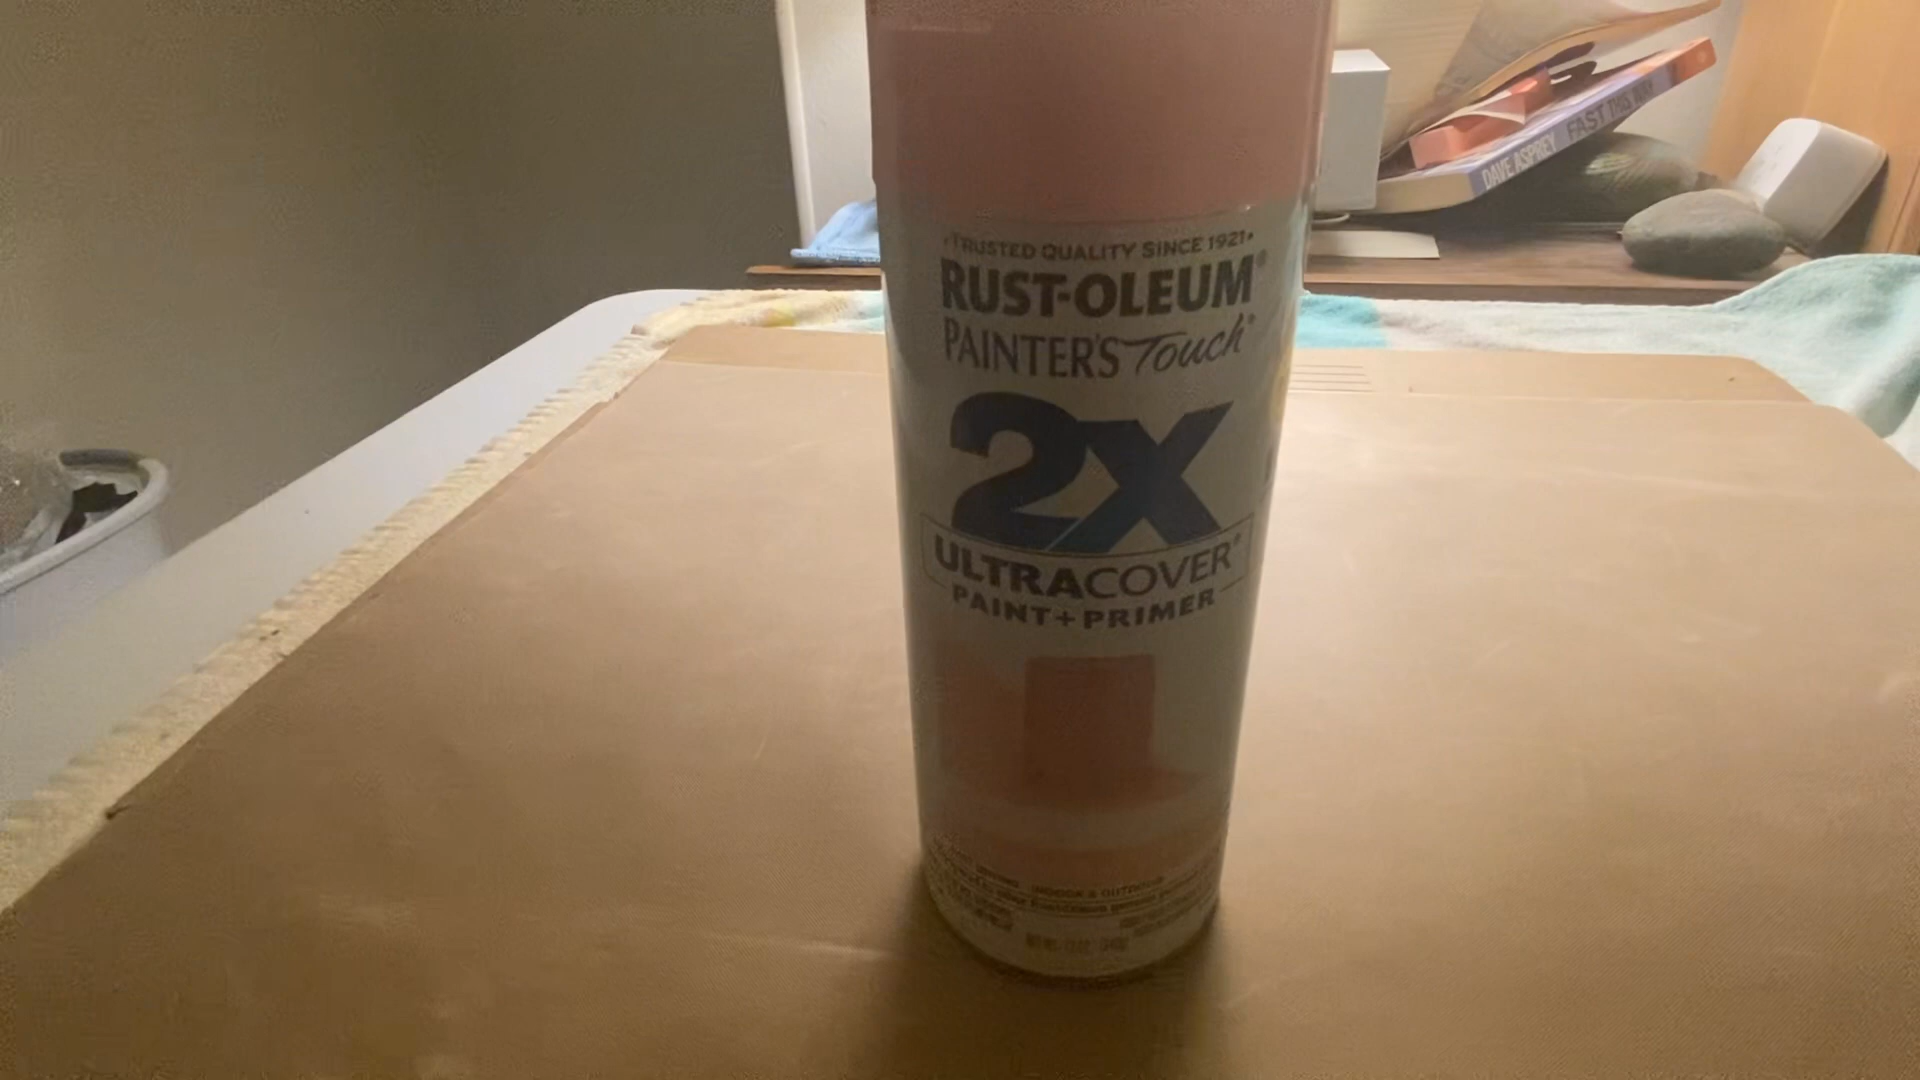 DAVE ASPREY FAST THIS WAY
•TRUSTED QUALITY SINCE 1921•
RUST-OLEUM®
PAINTER'S Touch®
2X
ULTRACOVER®
PAINT+PRIMER
INDOOR & OUTDOOR